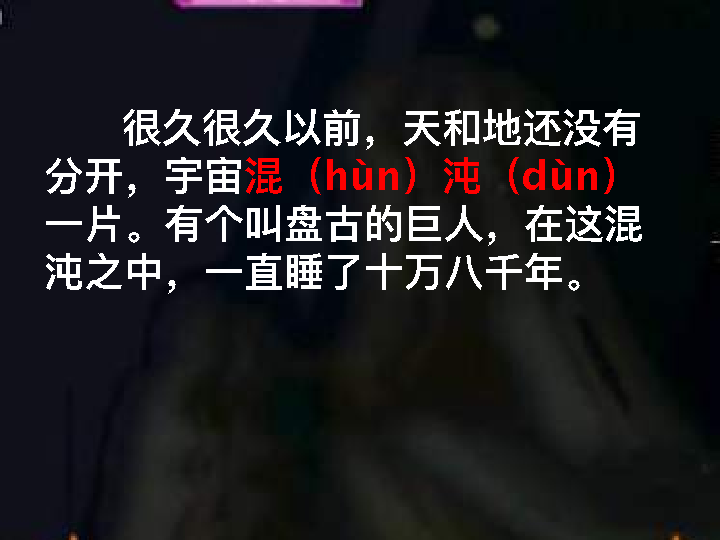 很久很久以前，天和地还没有
分开，宇宙混（hùn）沌（dùn）
一片。有个叫盘古的巨人，在这混
沌之中，一直睡了十万八千年。